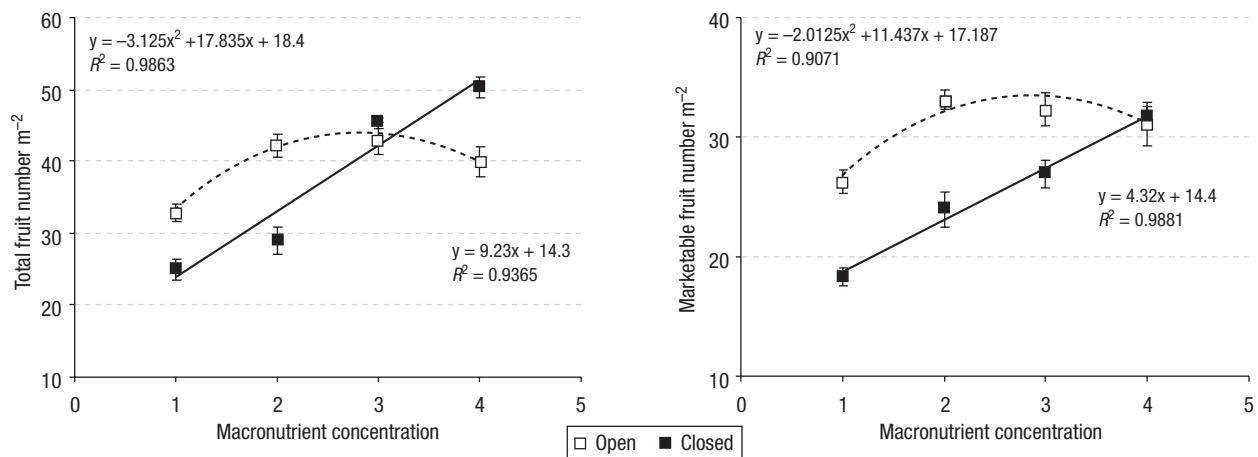 60
50
40
30
20
10
0
1
2
3
4
5
Total fruit number m⁻²
Macronutrient concentration
y = –3.125x² +17.835x + 18.4
R² = 0.9863
y = 9.23x + 14.3
R² = 0.9365
40
30
20
10
0
1
2
3
4
5
Marketable fruit number m⁻²
Macronutrient concentration
y = –2.0125x² +11.437x + 17.187
R² = 0.9071
y = 4.32x + 14.4
R² = 0.9881
Open Closed